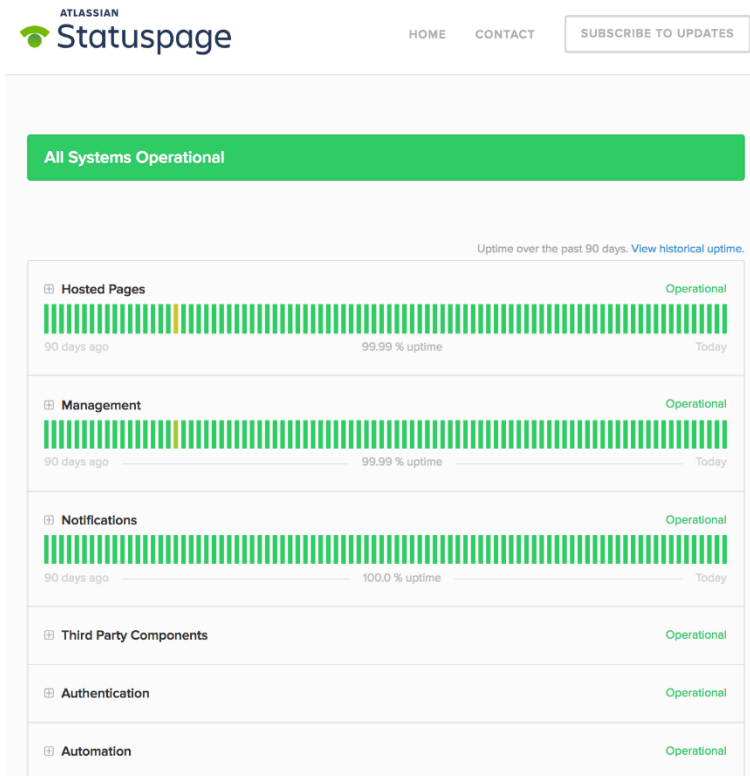 ATLASSIAN
Statuspage
HOME CONTACT SUBSCRIBE TO UPDATES
All Systems Operational
Uptime over the past 90 days. View historical uptime.
Hosted Pages Operational
90 days ago 99.99 % uptime Today
Management Operational
90 days ago 99.99 % uptime Today
Notifications Operational
90 days ago 100.0 % uptime Today
Third Party Components Operational
Authentication Operational
Automation Operational